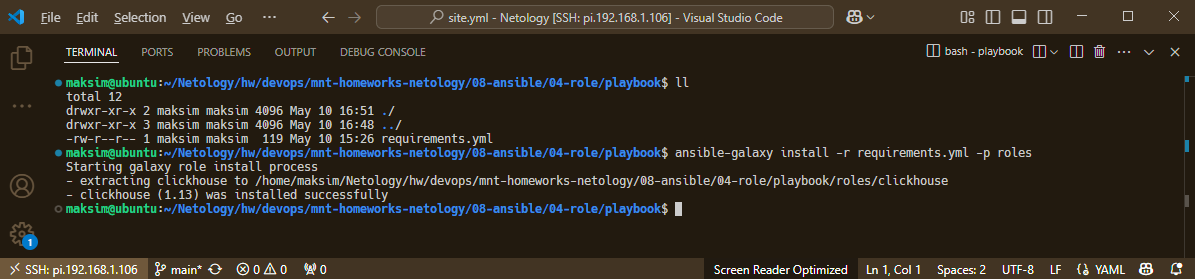 File Edit Selection View Go ··· site.yml - Netology [SSH: pi.192.168.1.106] - Visual Studio Code
TERMINAL PORTS PROBLEMS OUTPUT DEBUG CONSOLE bash - playbook
maksim@ubuntu:~/Netology/hw/devops/mnt-homeworks-netology/08-ansible/04-role/playbook$ ll
total 12
drwxr-xr-x 2 maksim maksim 4096 May 10 16:51 ./
drwxr-xr-x 3 maksim maksim 4096 May 10 16:48 ../
-rw-r--r-- 1 maksim maksim  119 May 10 15:26 requirements.yml
maksim@ubuntu:~/Netology/hw/devops/mnt-homeworks-netology/08-ansible/04-role/playbook$ ansible-galaxy install -r requirements.yml -p roles
Starting galaxy role install process
- extracting clickhouse to /home/maksim/Netology/hw/devops/mnt-homeworks-netology/08-ansible/04-role/playbook/roles/clickhouse
- clickhouse (1.13) was installed successfully
maksim@ubuntu:~/Netology/hw/devops/mnt-homeworks-netology/08-ansible/04-role/playbook$
1
SSH: pi.192.168.1.106 main* 0 0 0 Screen Reader Optimized Ln 1, Col 1 Spaces: 2 UTF-8 LF YAML